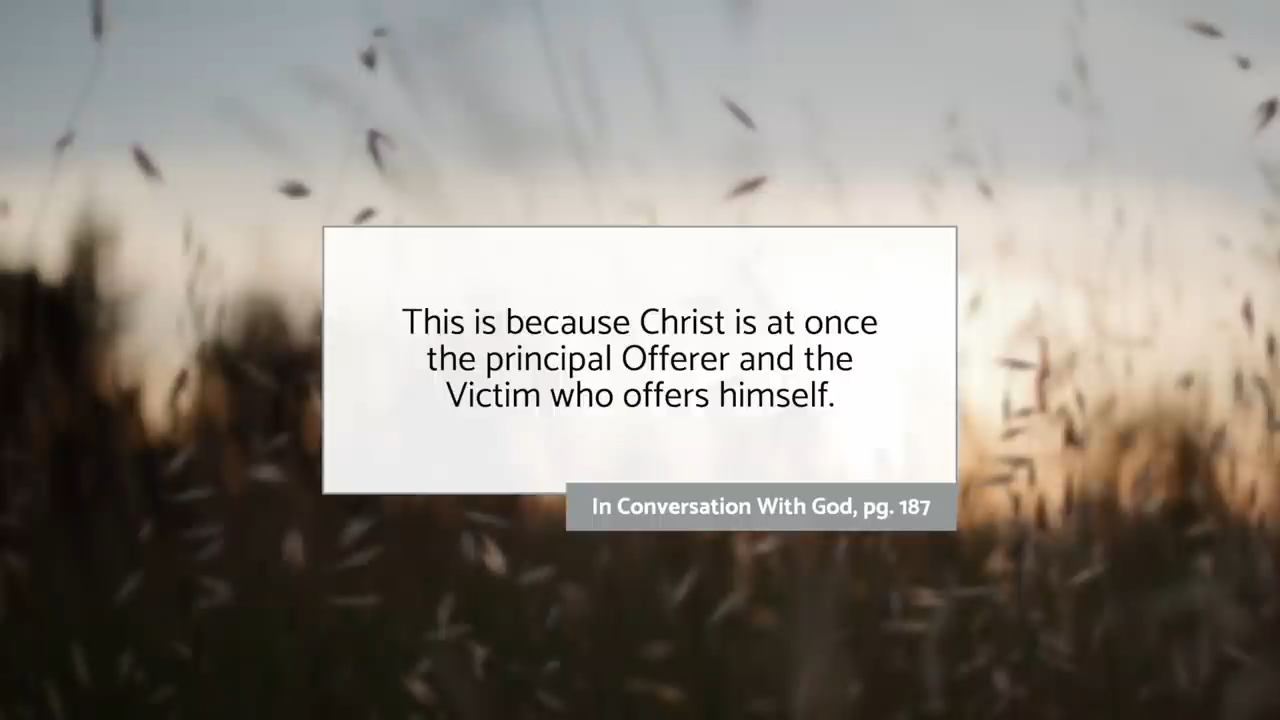 This is because Christ is at once
the principal Offerer and the
Victim who offers himself.
In Conversation With God, pg. 187